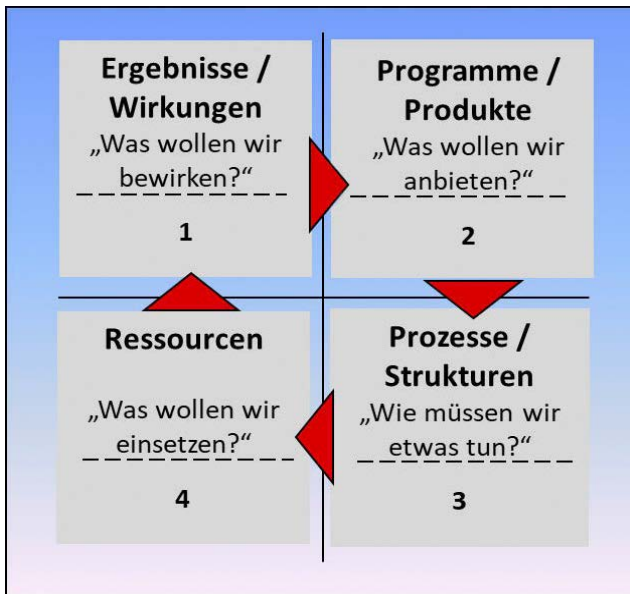 Ergebnisse /
Wirkungen
„Was wollen wir
bewirken?“
1
Programme /
Produkte
„Was wollen wir
anbieten?“
2
Ressourcen
„Was wollen wir
einsetzen?“
4
Prozesse /
Strukturen
„Wie müssen wir
etwas tun?“
3